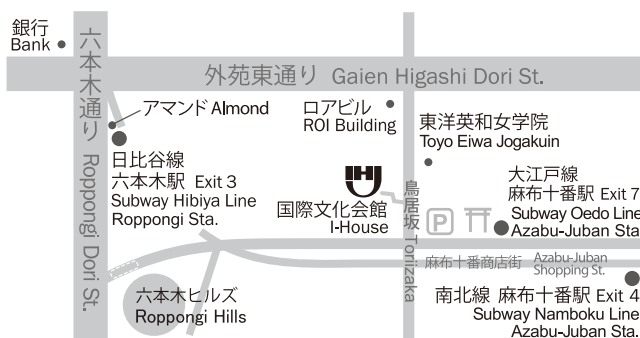 銀行
Bank
六本木通り Roppongi Dori St.
外苑東通り Gaien Higashi Dori St.
アマンド Almond
ロアビル
ROI Building
東洋英和女学院
Toyo Eiwa Jogakuin
日比谷線
六本木駅 Exit 3
Subway Hibiya Line
Roppongi Sta.
IHJ
国際文化会館
I-House
鳥居坂 Toriizaka
P
大江戸線
麻布十番駅 Exit 7
Subway Oedo Line
Azabu-Juban Sta
麻布十番商店街 Azabu-Juban
Shopping St.
六本木ヒルズ
Roppongi Hills
南北線 麻布十番駅 Exit 4
Subway Namboku Line
Azabu-Juban Sta.